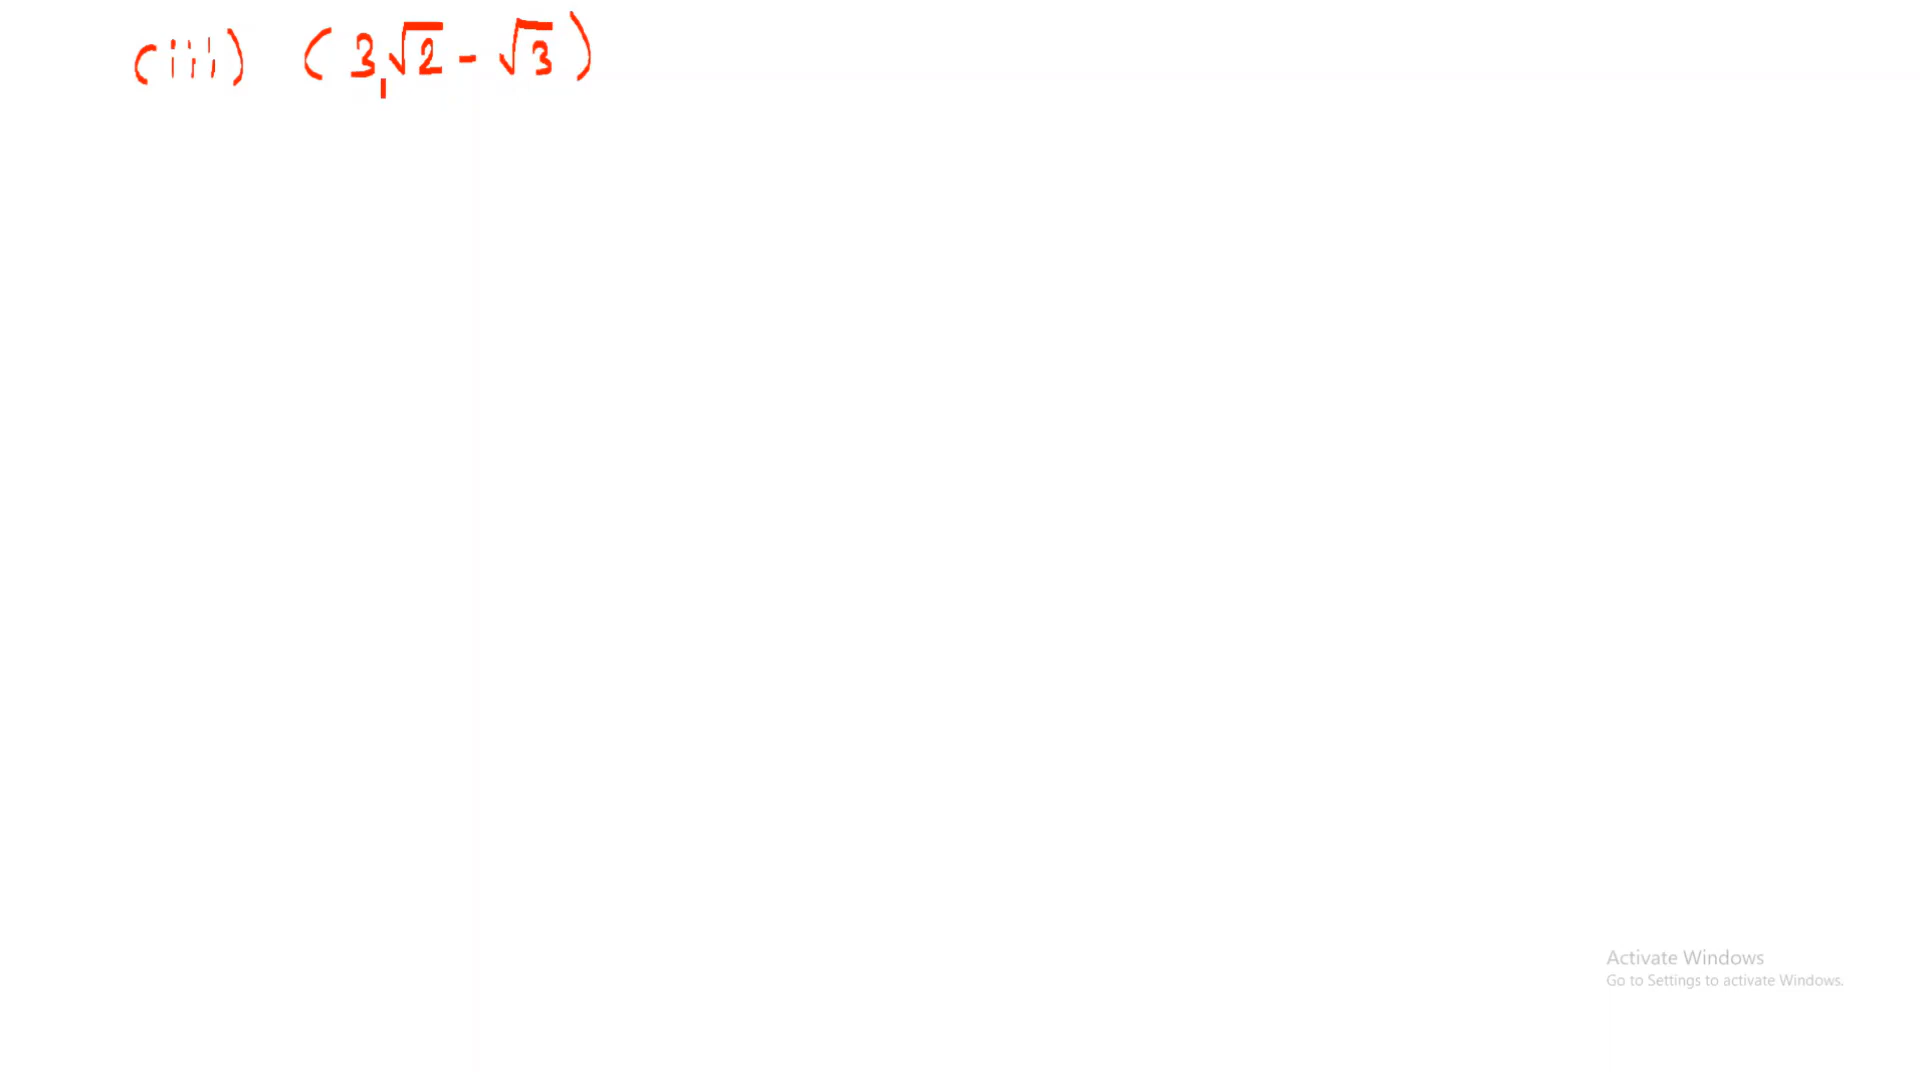 (iii) (3√2 - √3)
Activate Windows
Go to Settings to activate Windows.